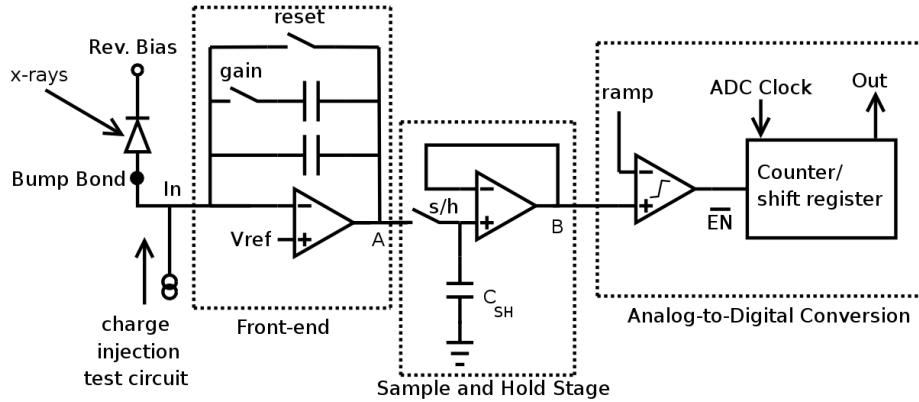 reset
Rev. Bias
x-rays
gain
ramp
ADC Clock
Out
Bump Bond
In
Counter/
shift register
s/h
Vref
A
B
EN
C SH
charge
injection
test circuit
Front-end
Analog-to-Digital Conversion
Sample and Hold Stage